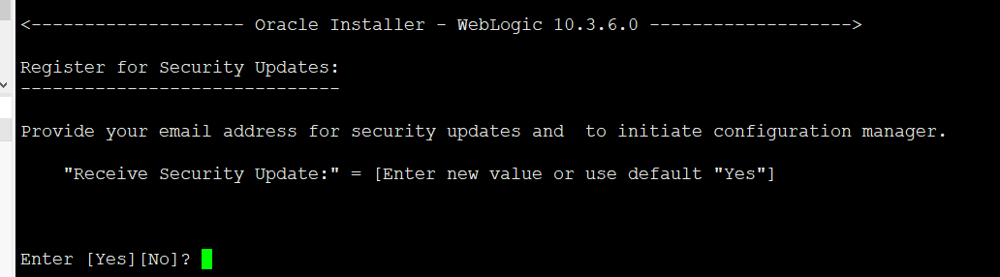 <-------------------- Oracle Installer - WebLogic 10.3.6.0 ------------------->
Register for Security Updates:
------------------------------
Provide your email address for security updates and  to initiate configuration manager.
"Receive Security Update:" = [Enter new value or use default "Yes"]
Enter [Yes][No]?